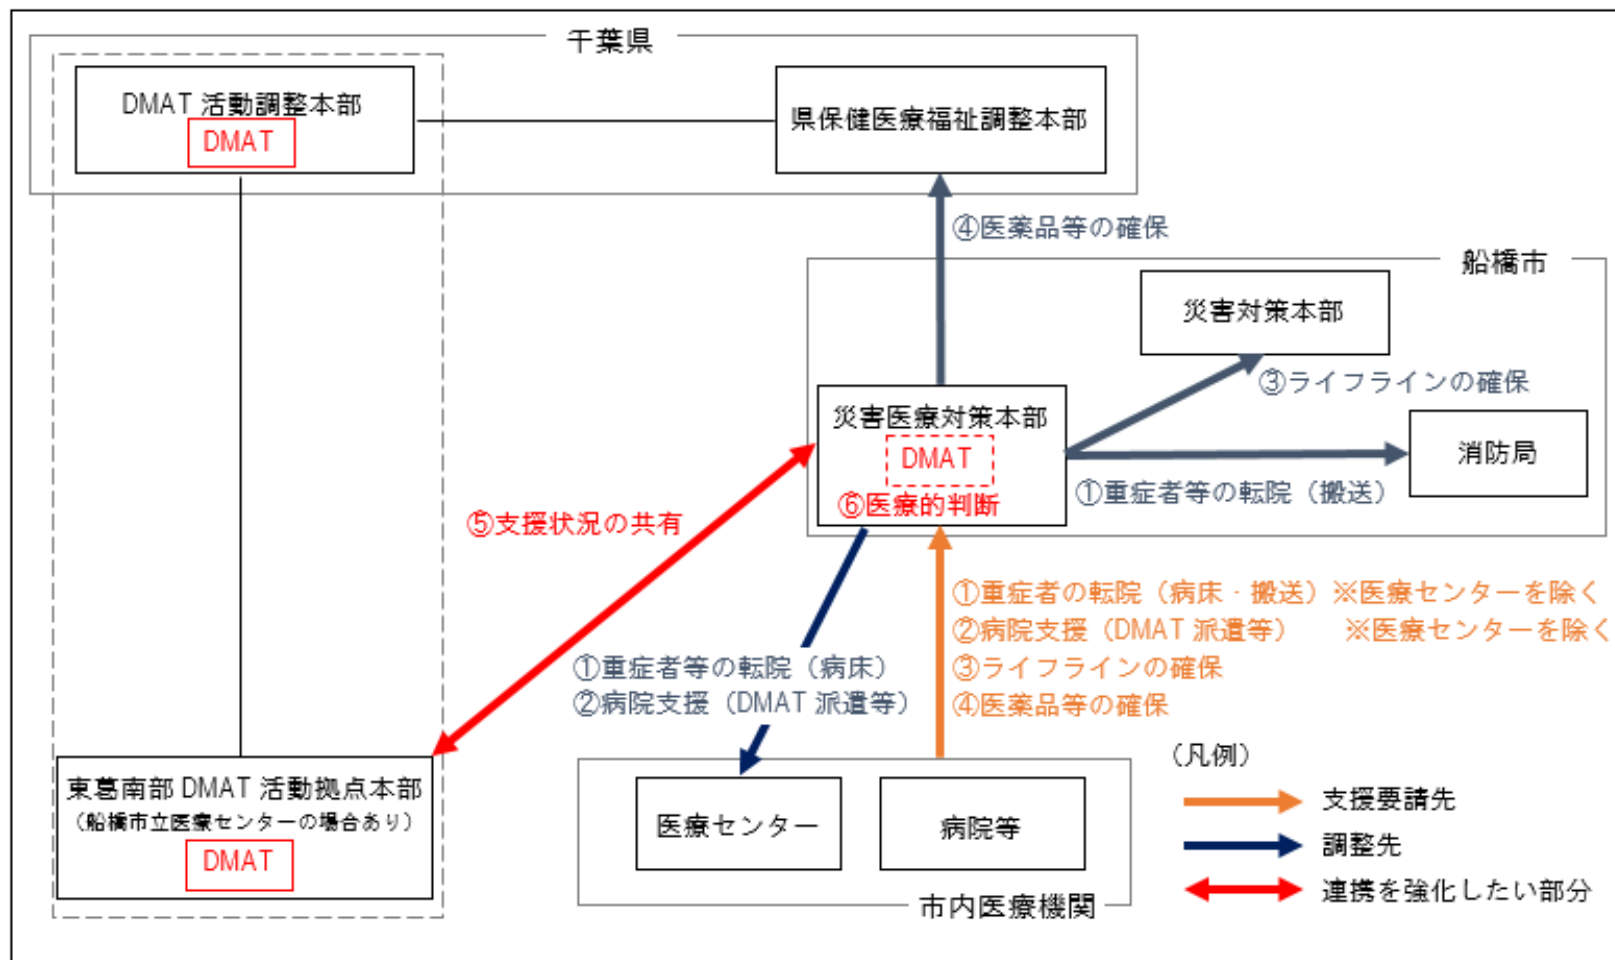 千葉県
DMAT 活動調整本部
DMAT
県保健医療福祉調整本部
④医薬品等の確保
船橋市
災害対策本部
③ライフラインの確保
災害医療対策本部
DMAT
⑥医療的判断
消防局
①重症者等の転院（搬送）
⑤支援状況の共有
①重症者の転院（病床・搬送）※医療センターを除く
②病院支援（DMAT 派遣等）　　※医療センターを除く
③ライフラインの確保
④医薬品等の確保
①重症者等の転院（病床）
②病院支援（DMAT 派遣等）
東葛南部 DMAT 活動拠点本部
（船橋市立医療センターの場合あり）
DMAT
医療センター
病院等
市内医療機関
（凡例）
支援要請先
調整先
連携を強化したい部分